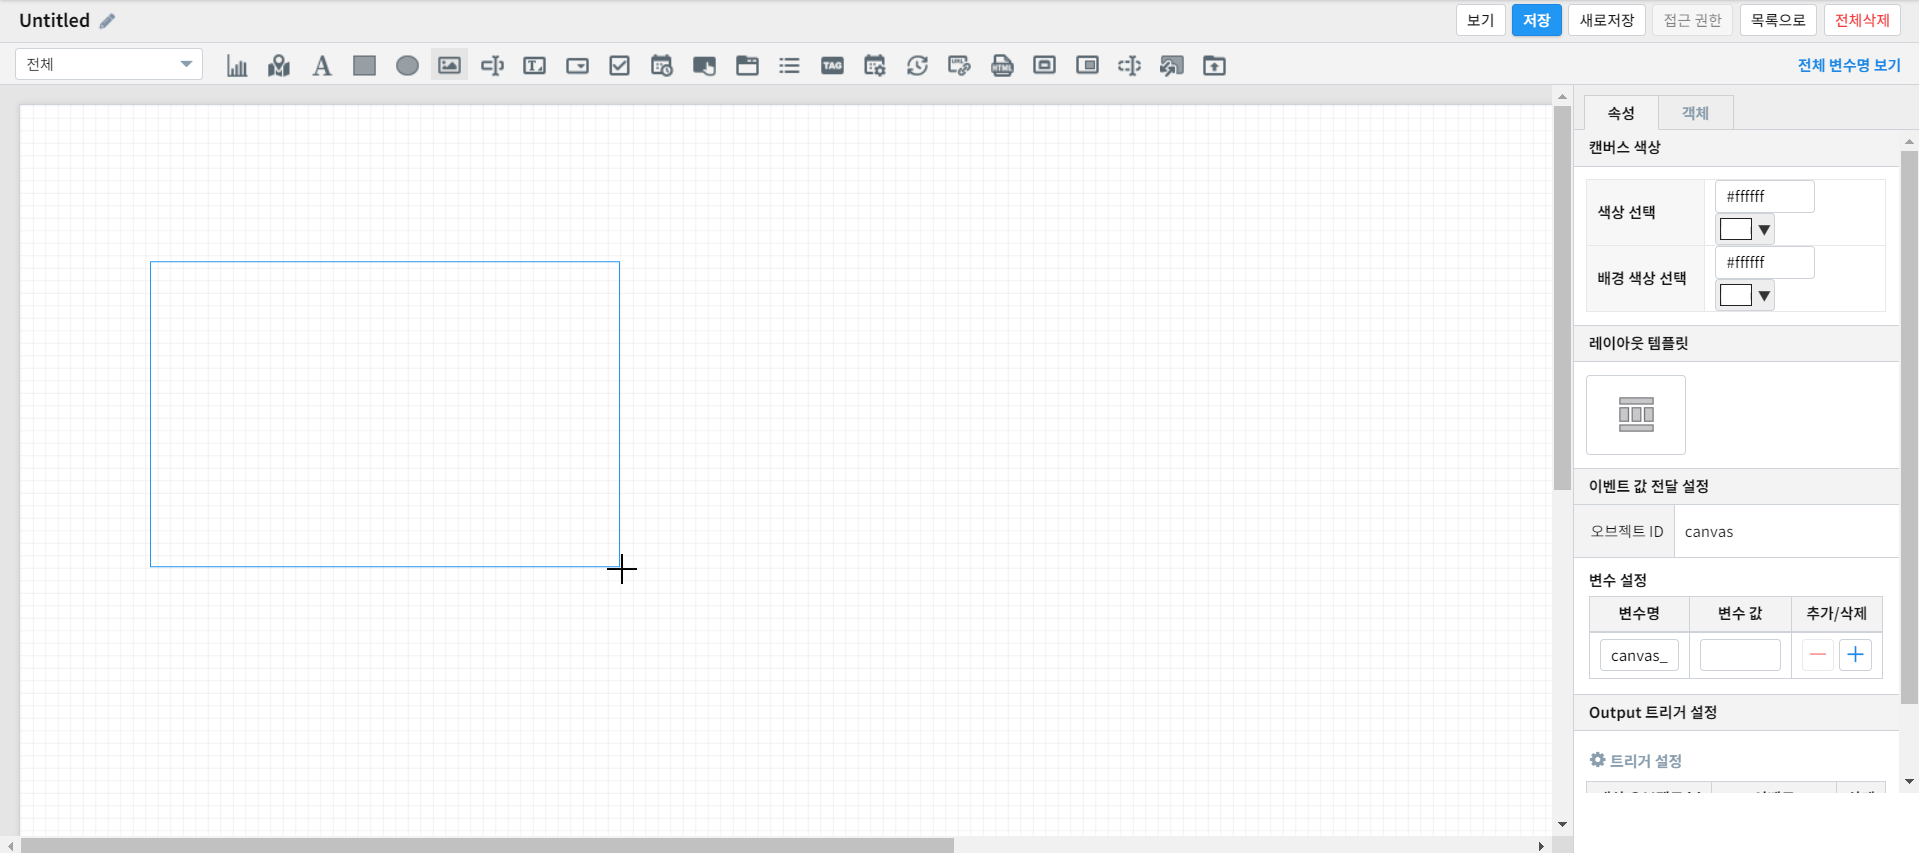 Untitled
보기
저장
새로저장
접근 권한
목록으로
전체삭제
전체
A
T
TAG
URL
HTML
전체 변수명 보기
속성
객체
캔버스 색상
색상 선택
#ffffff
배경 색상 선택
#ffffff
레이아웃 템플릿
이벤트 값 전달 설정
오브젝트 ID
canvas
변수 설정
변수명
변수 값
추가/삭제
canvas_
Output 트리거 설정
트리거 설정